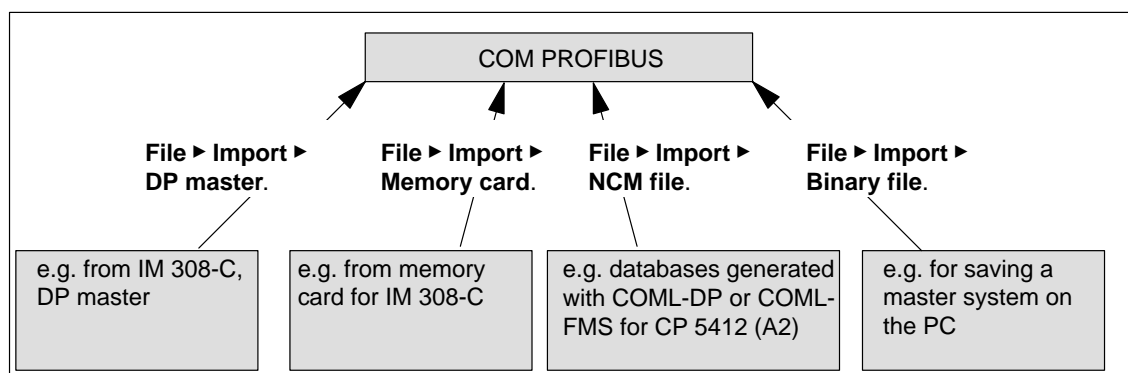 COM PROFIBUS
File ► Import ►
DP master.
File ► Import ►
Memory card.
File ► Import ►
NCM file.
File ► Import ►
Binary file.
e.g. from IM 308-C,
DP master
e.g. from memory
card for IM 308-C
e.g. databases generated
with COML-DP or COML-
FMS for CP 5412 (A2)
e.g. for saving a
master system on
the PC